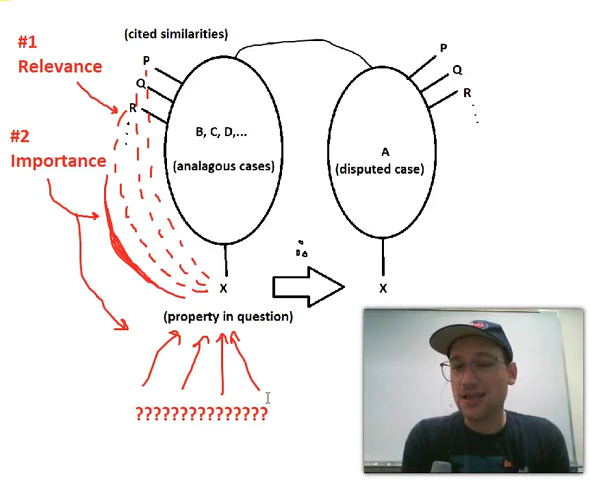 #1
Relevance
#2
Importance
(cited similarities)
P
Q
R
B, C, D,...
(analagous cases)
X
(property in question)
???????????????
P
Q
R
A
(disputed case)
X